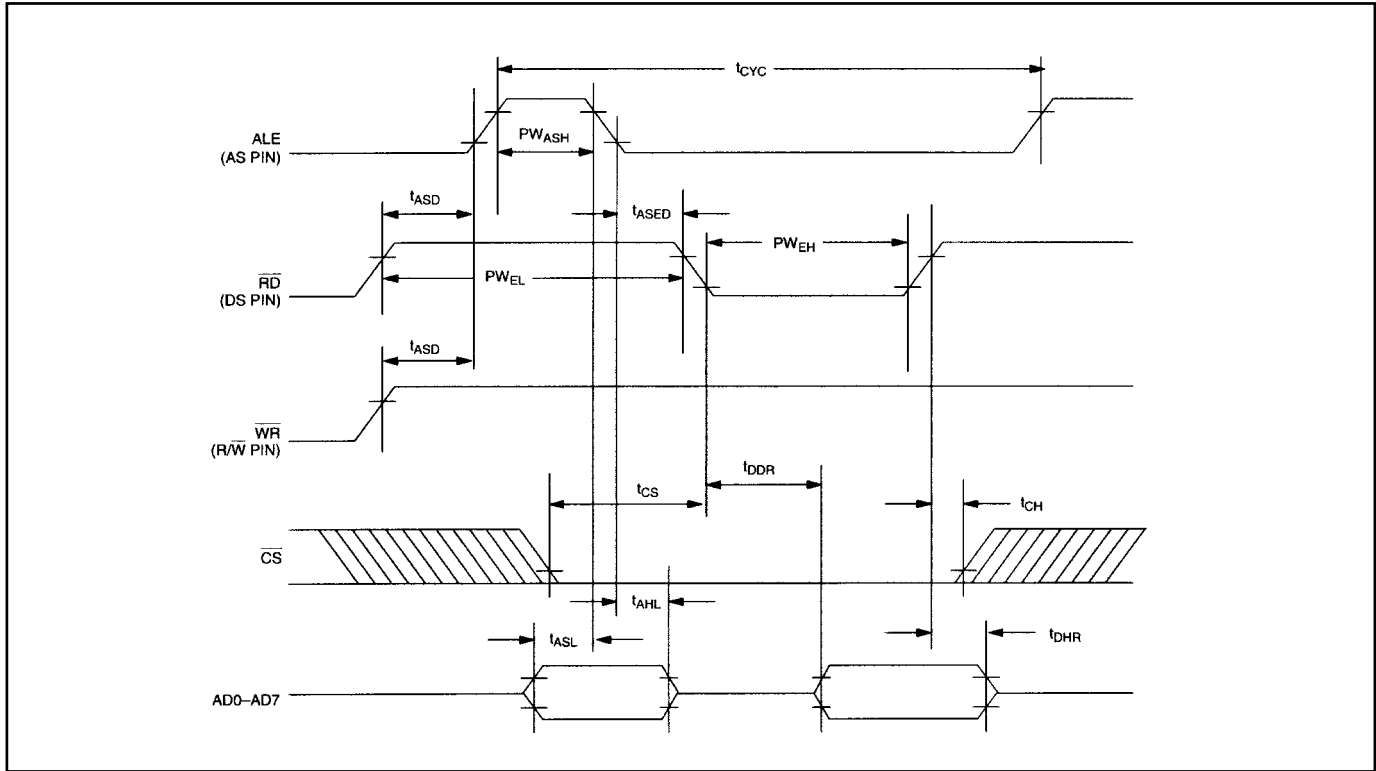 tCYC
ALE
(AS PIN)
PWASH
tASD
tASED
PWEH
RD
(DS PIN)
PWEL
tASD
WR
(R/W PIN)
tDDR
tCS
tCH
CS
tAHL
tASL
tDHR
AD0–AD7